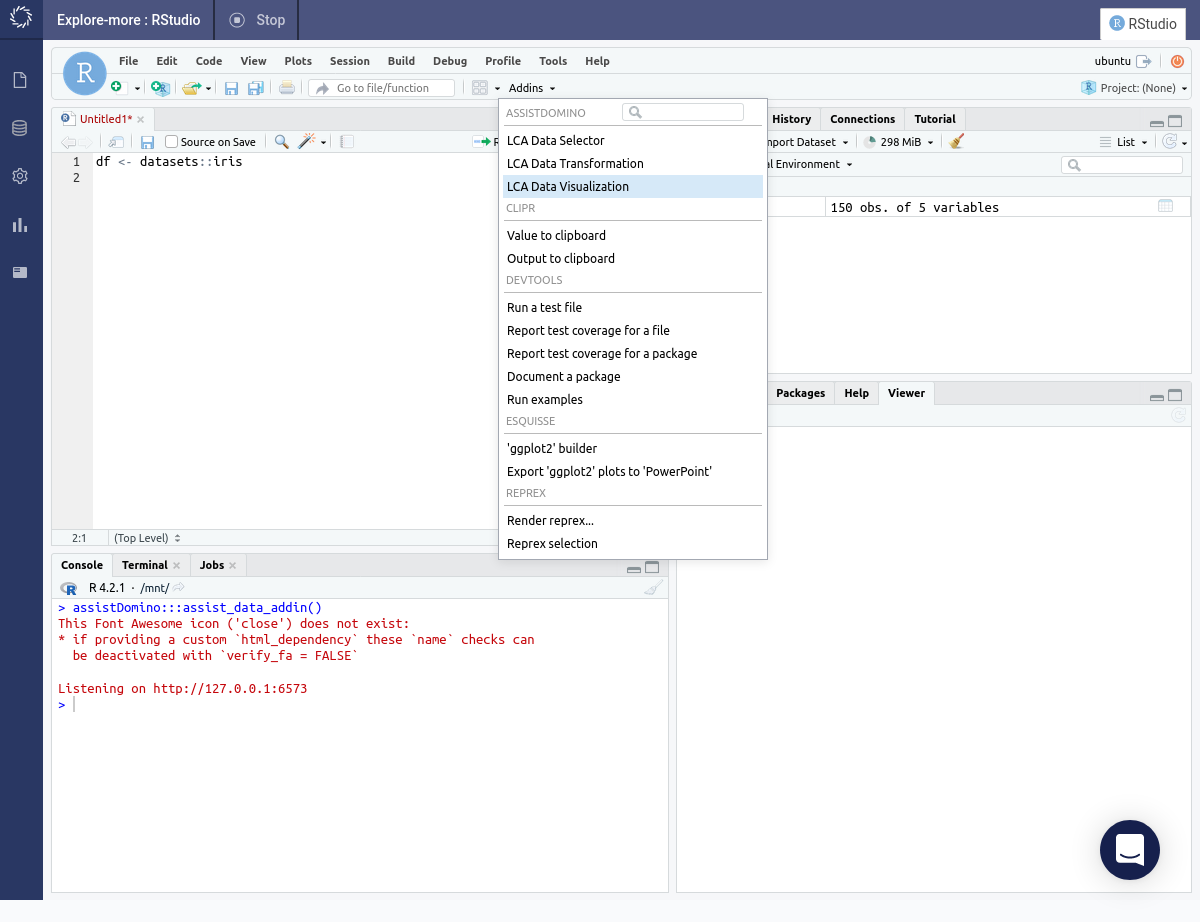 Explore-more : RStudio
Stop
R RStudio
R
File Edit Code View Plots Session Build Debug Profile Tools Help
ubuntu
Go to file/function
Addins
Project: (None)
Untitled1*
Source on Save
1 df <- datasets::iris
2
2:1 (Top Level)
ASSISTDOMINO
LCA Data Selector
LCA Data Transformation
LCA Data Visualization
CLIPR
Value to clipboard
Output to clipboard
DEVTOOLS
Run a test file
Report test coverage for a file
Report test coverage for a package
Document a package
Run examples
ESQUISSE
'ggplot2' builder
Export 'ggplot2' plots to 'PowerPoint'
REPREX
Render reprex...
Reprex selection
History Connections Tutorial
mport Dataset 298 MiB List
al Environment
150 obs. of 5 variables
Packages Help Viewer
Console Terminal Jobs
R 4.2.1 · /mnt/
> assistDomino:::assist_data_addin()
This Font Awesome icon ('close') does not exist:
* if providing a custom `html_dependency` these `name` checks can
be deactivated with `verify_fa = FALSE`
Listening on http://127.0.0.1:6573
>